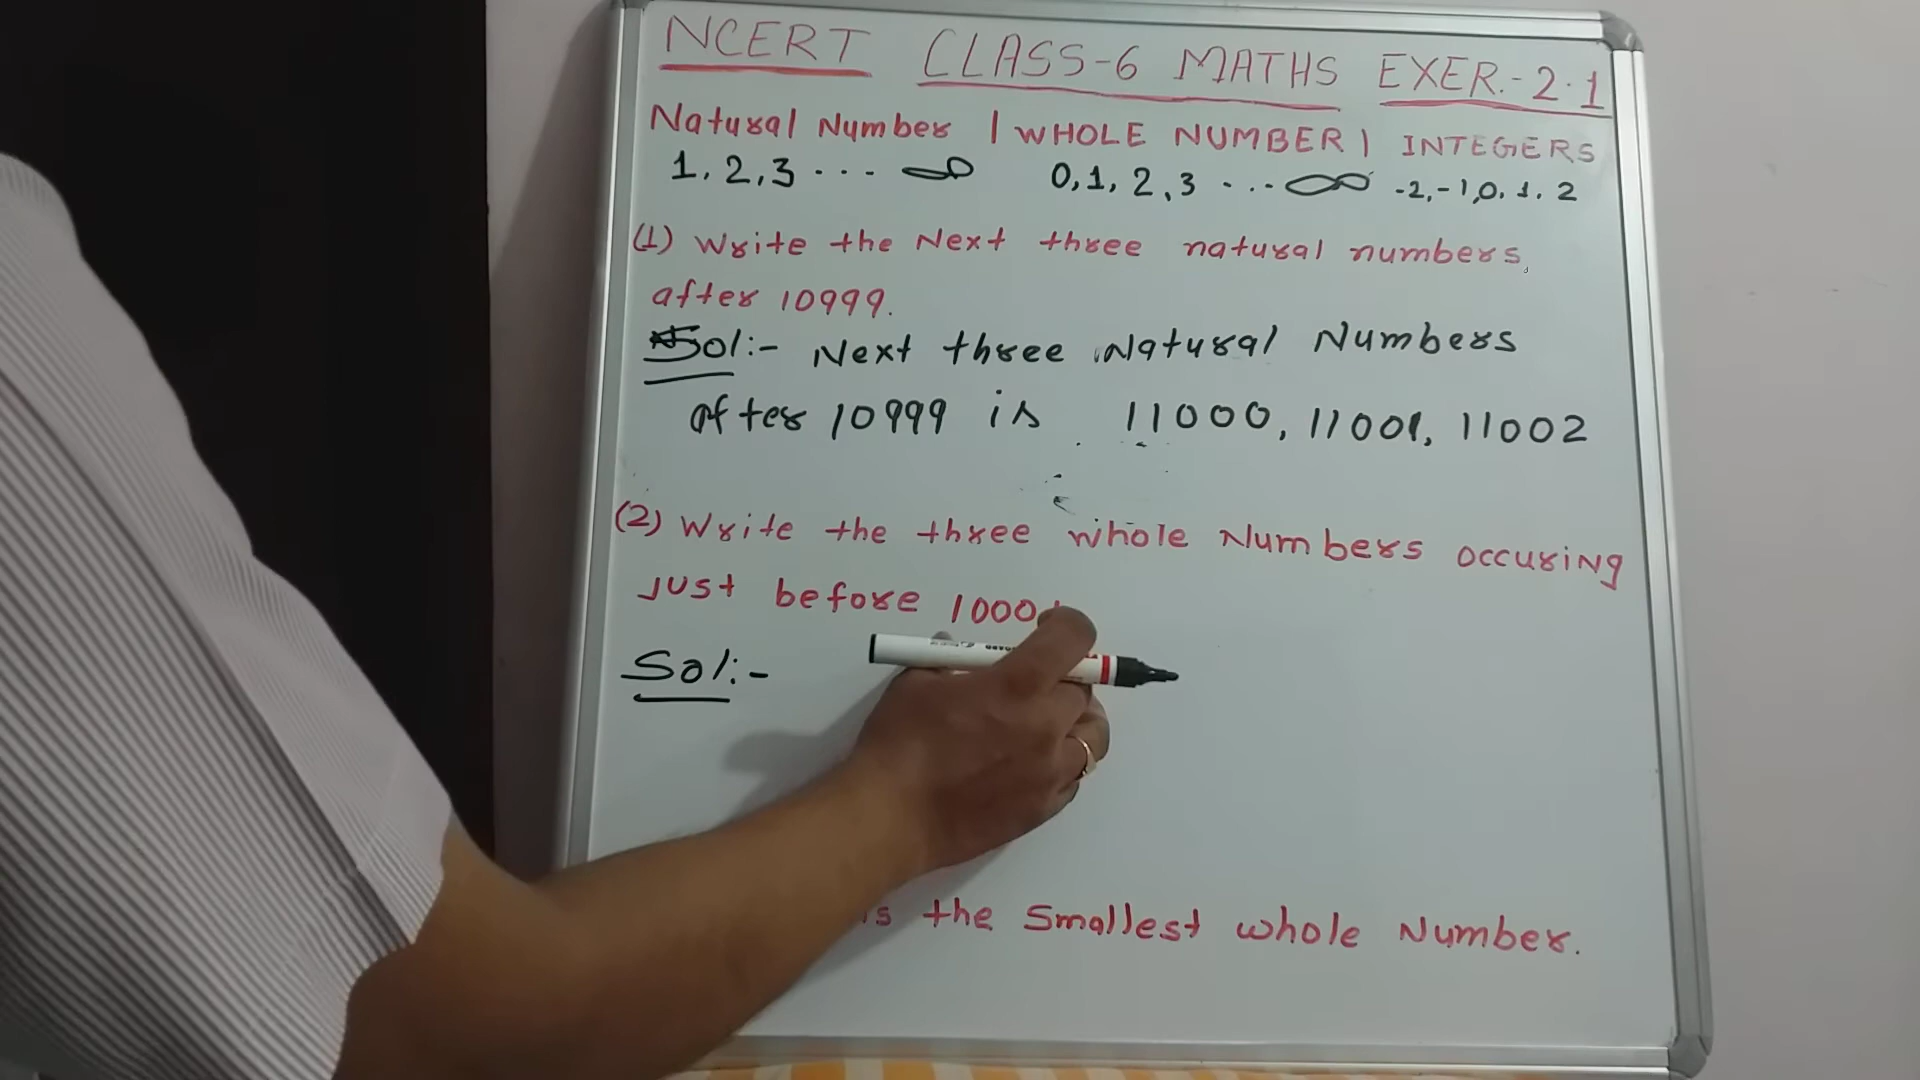 NCERT CLASS-6 MATHS EXER.-2.1
Natural Number | WHOLE NUMBER | INTEGERS
1, 2, 3 ... ∞ 0, 1, 2, 3 ... ∞ -2, -1, 0, 1, 2
(1) Write the Next three natural numbers,
after 10999.
Sol:- Next three Natural Numbers
after 10999 is 11000, 11001, 11002
(2) Write the three whole Numbers occuring
just before 1000
Sol:-
is the Smallest whole Number.